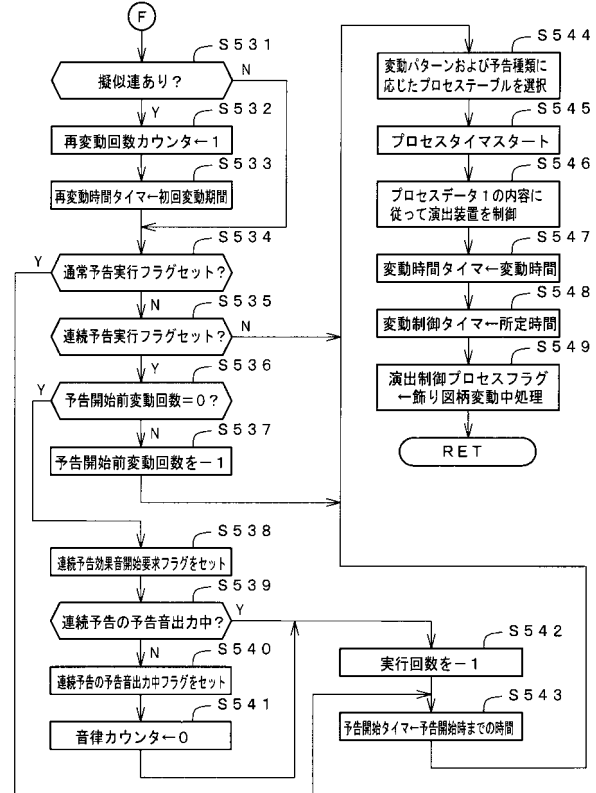 F
S531
擬似連あり?
N
Y
S532
再変動回数カウンタ←1
S533
再変動時間タイマ←初回変動期間
S534
Y
通常予告実行フラグセット?
N
S535
連続予告実行フラグセット?
N
Y
S536
Y
予告開始前変動回数=0?
N
S537
予告開始前変動回数を-1
S538
連続予告効果音開始要求フラグをセット
S539
連続予告の予告音出力中?
Y
N
S540
連続予告の予告音出力中フラグをセット
S541
音律カウンタ←0
S542
実行回数を-1
S543
予告開始タイマ←予告開始時までの時間
S544
変動パターンおよび予告種類に
応じたプロセステーブルを選択
S545
プロセスタイマスタート
S546
プロセスデータ1の内容に
従って演出装置を制御
S547
変動時間タイマ←変動時間
S548
変動制御タイマ←所定時間
S549
演出制御プロセスフラグ
←飾り図柄変動中処理
RET